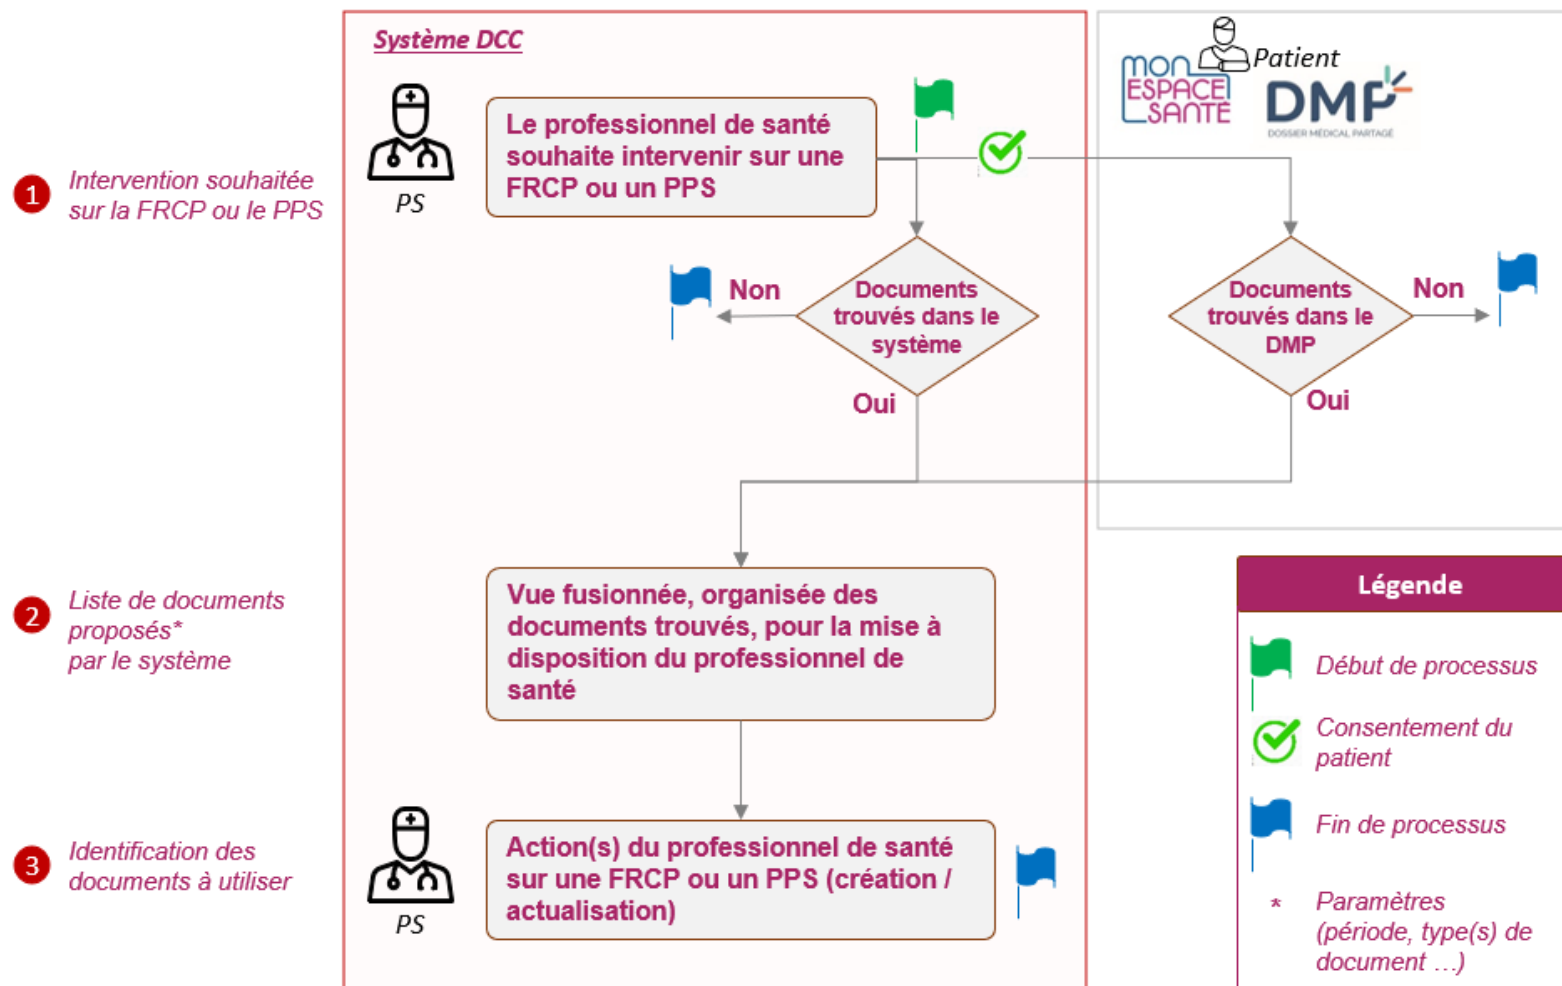 Système DCC
Patient
mon
ESPACE
SANTÉ
DMP
DOSSIER MÉDICAL PARTAGÉ
Le professionnel de santé
souhaite intervenir sur une
FRCP ou un PPS
PS
1
Intervention souhaitée
sur la FRCP ou le PPS
Non
Documents
trouvés dans le
système
Oui
Documents
trouvés dans le
DMP
Non
Oui
2
Liste de documents
proposés*
par le système
Vue fusionnée, organisée des
documents trouvés, pour la mise à
disposition du professionnel de
santé
3
Identification des
documents à utiliser
PS
Action(s) du professionnel de santé
sur une FRCP ou un PPS (création /
actualisation)
Légende
Début de processus
Consentement du
patient
Fin de processus
* Paramètres
(période, type(s) de
document ...)